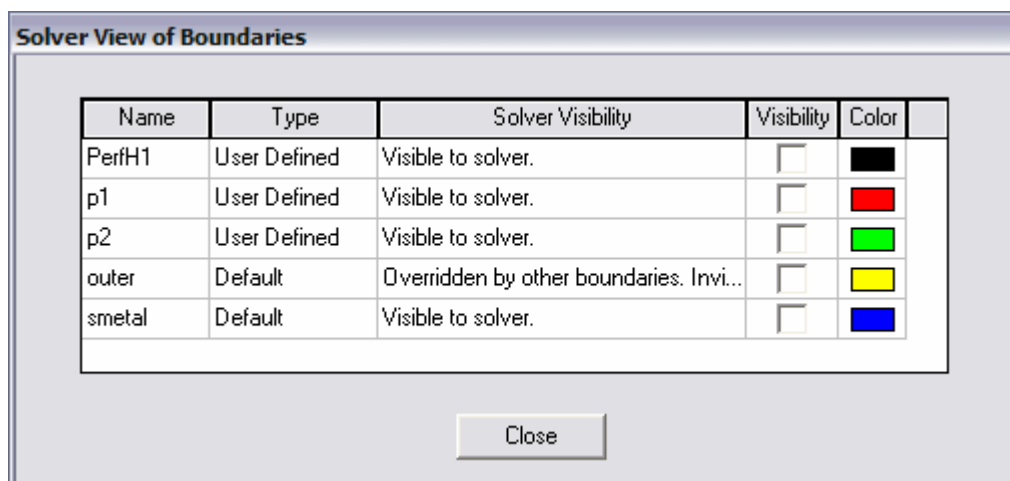 Solver View of Boundaries
Name Type Solver Visibility Visibility Color
PerfH1 User Defined Visible to solver.
p1 User Defined Visible to solver.
p2 User Defined Visible to solver.
outer Default Overridden by other boundaries. Invi...
smetal Default Visible to solver.
Close